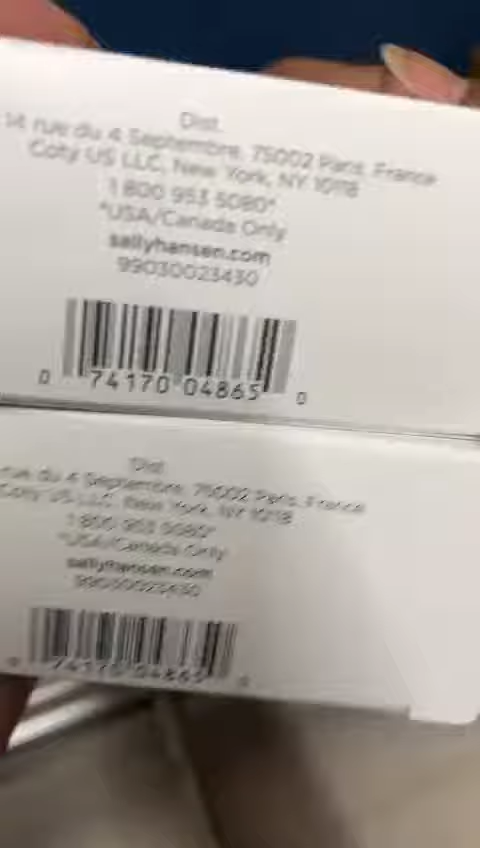 Dist.
14 rue du 4 Septembre, 75002 Paris, France
Coty US LLC, New York, NY 10118
1 800 953 5080*
*USA/Canada Only
sallyhansen.com
99030023430
0 74170 04865 0
Dist.
rue du 4 Septembre, 75002 Paris, France
Coty US LLC, New York, NY 10118
1 800 953 5080*
*USA/Canada Only
sallyhansen.com
99030023430
0 74170 04865 0